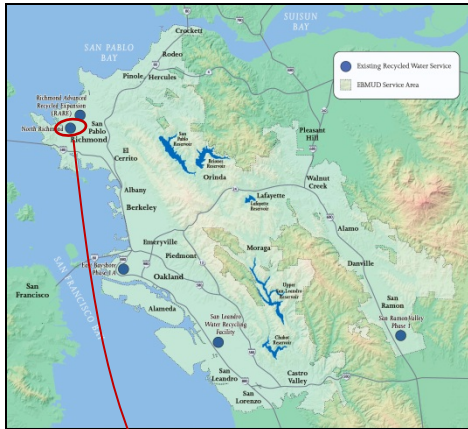 SUISUN
BAY
Crockett
SAN PABLO
BAY
Rodeo
Existing Recycled Water Service
EBMUD Service Area
Pinole
Hercules
Richmond Advanced
Recycled Expansion
(RARE)
North Richmond
San
Pablo
Richmond
Pleasant
Hill
El
Cerrito
San
Pablo
Reservoir
Briones
Reservoir
Orinda
Walnut
Creek
Albany
Berkeley
Lafayette
Lafayette
Reservoir
Alamo
Emeryville
Moraga
Piedmont
Danville
East Bayshore
Phase IA
Oakland
SAN FRANCISCO BAY
San
Francisco
Upper
San Leandro
Reservoir
Alameda
San
Ramon
San Leandro
Water Recycling
Facility
San Ramon Valley
Phase I
Chabot
Reservoir
San
Leandro
Castro
Valley
San
Lorenzo